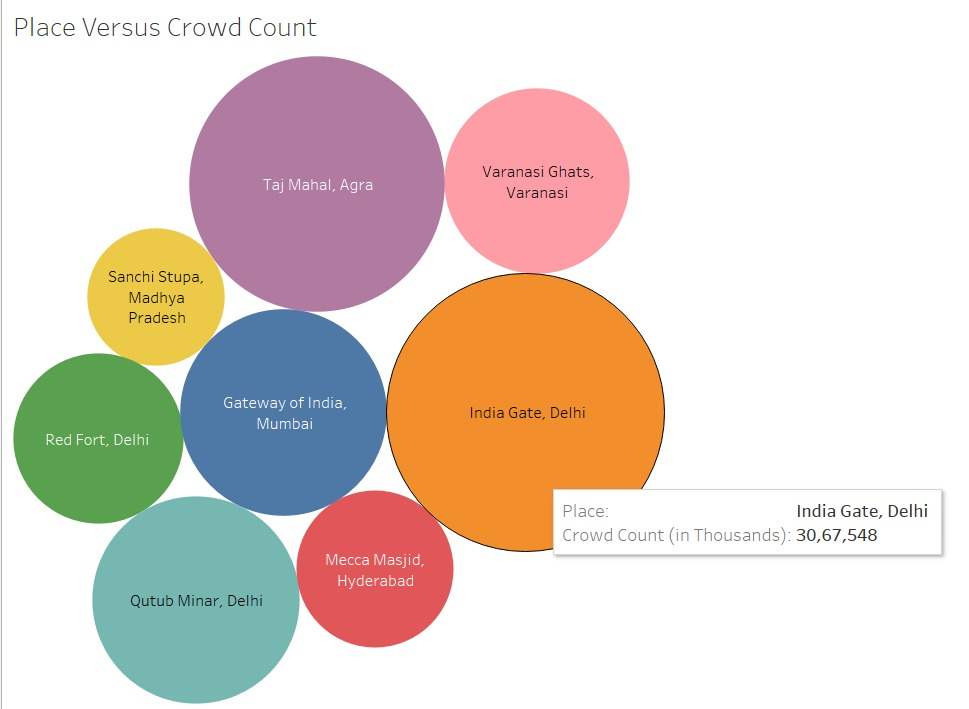 Place Versus Crowd Count
Taj Mahal, Agra
Varanasi Ghats,
Varanasi
Sanchi Stupa,
Madhya
Pradesh
Gateway of India,
Mumbai
India Gate, Delhi
Red Fort, Delhi
Place: India Gate, Delhi
Crowd Count (in Thousands): 30,67,548
Mecca Masjid,
Hyderabad
Qutub Minar, Delhi